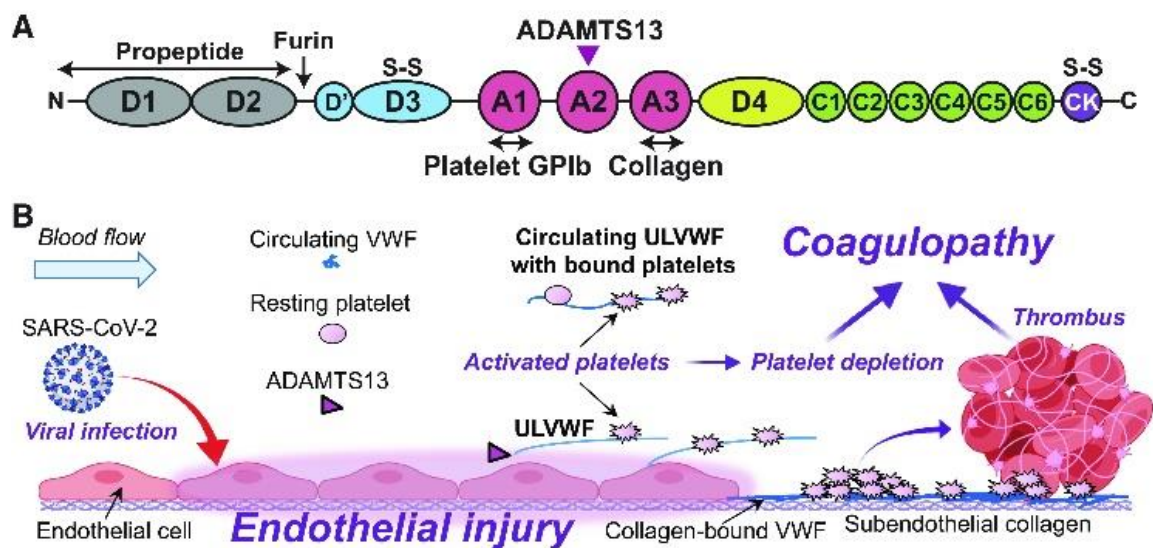 A
ADAMTS13
Propeptide
Furin
S-S
S-S
N
D1
D2
D'
D3
A1
A2
A3
D4
C1
C2
C3
C4
C5
C6
CK
C
Platelet GPIb
Collagen
B
Blood flow
Circulating VWF
Circulating ULVWF
with bound platelets
Coagulopathy
Resting platelet
SARS-CoV-2
Thrombus
Activated platelets
Platelet depletion
ADAMTS13
Viral infection
ULVWF
Endothelial cell
Endothelial injury
Collagen-bound VWF
Subendothelial collagen